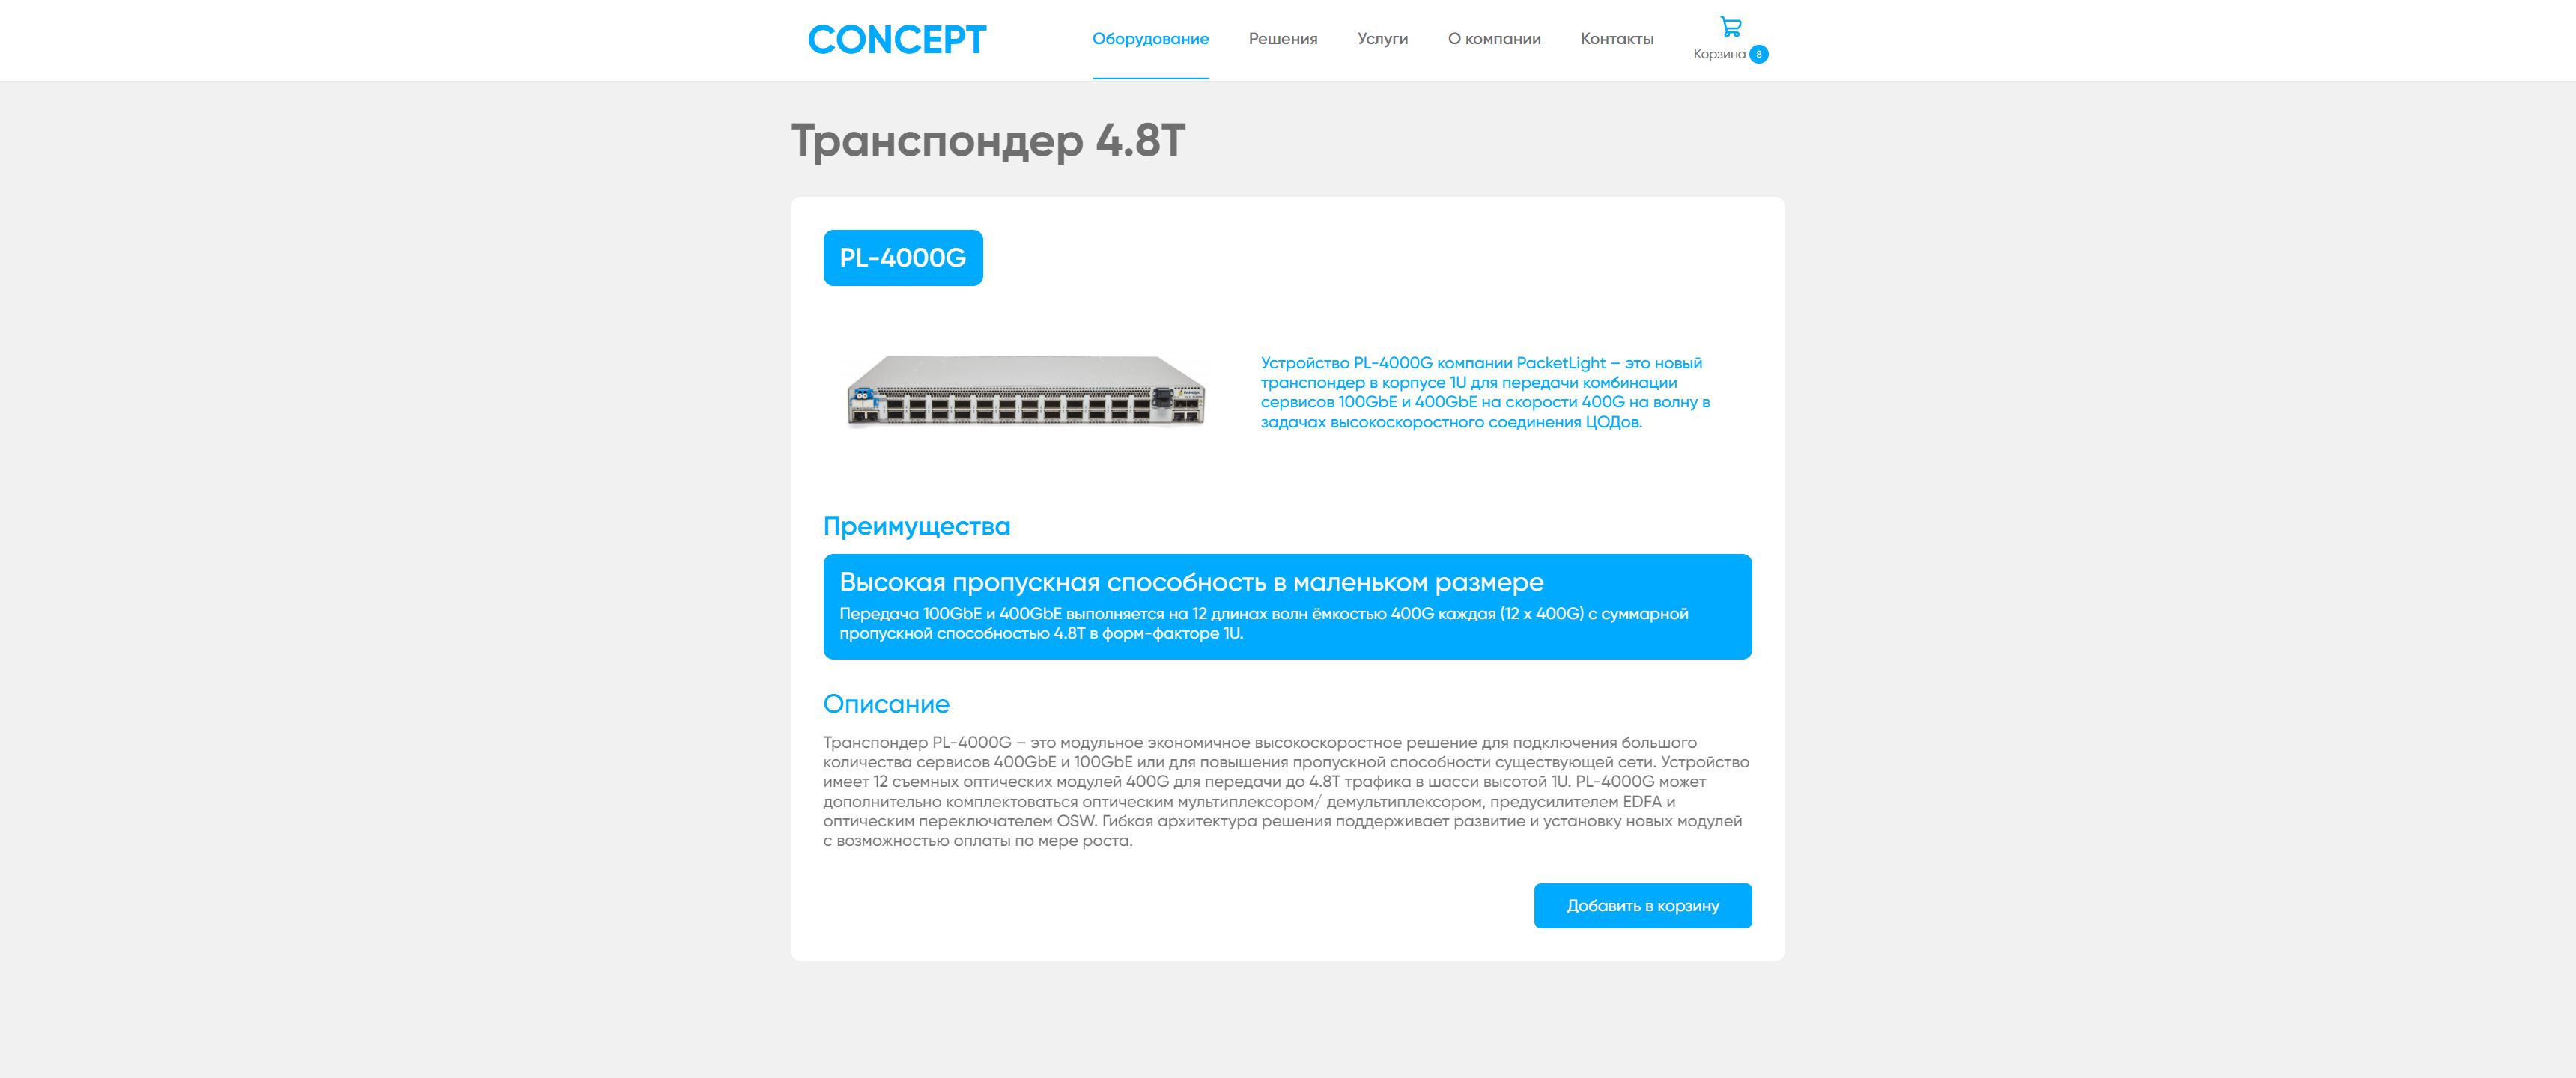 CONCEPT
Оборудование
Решения
Услуги
О компании
Контакты
Корзина 8
Транспондер 4.8T
PL-4000G
Устройство PL-4000G компании PacketLight – это новый
транспондер в корпусе 1U для передачи комбинации
сервисов 100GbE и 400GbE на скорости 400G на волну в
задачах высокоскоростного соединения ЦОДов.
Преимущества
Высокая пропускная способность в маленьком размере
Передача 100GbE и 400GbE выполняется на 12 длинах волн ёмкостью 400G каждая (12 x 400G) с суммарной
пропускной способностью 4.8T в форм-факторе 1U.
Описание
Транспондер PL-4000G – это модульное экономичное высокоскоростное решение для подключения большого
количества сервисов 400GbE и 100GbE или для повышения пропускной способности существующей сети. Устройство
имеет 12 съемных оптических модулей 400G для передачи до 4.8T трафика в шасси высотой 1U. PL-4000G может
дополнительно комплектоваться оптическим мультиплексором/ демультиплексором, предусилителем EDFA и
оптическим переключателем OSW. Гибкая архитектура решения поддерживает развитие и установку новых модулей
с возможностью оплаты по мере роста.
Добавить в корзину